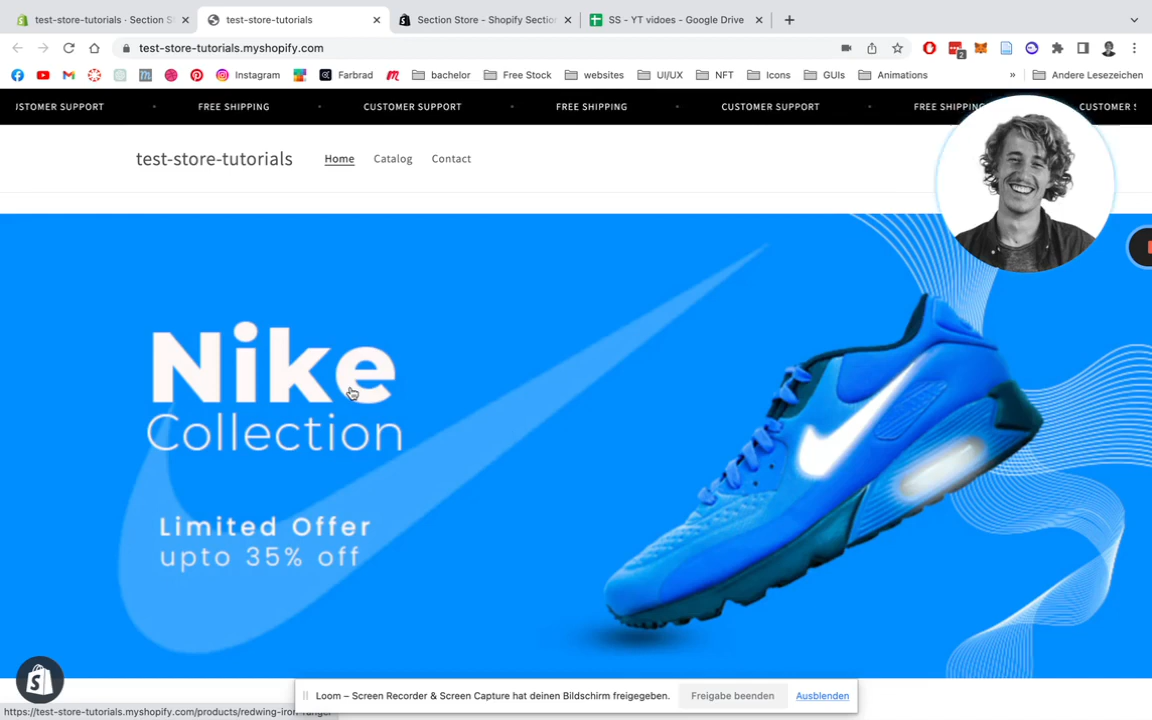 test-store-tutorials · Section S
test-store-tutorials
Section Store - Shopify Section
SS - YT vidoes - Google Drive
test-store-tutorials.myshopify.com
2
Instagram
Farbrad
bachelor
Free Stock
websites
UI/UX
NFT
Icons
GUIs
Animations
»
Andere Lesezeichen
ISTOMER SUPPORT • FREE SHIPPING • CUSTOMER SUPPORT • FREE SHIPPING • CUSTOMER SUPPORT • FREE SHIPPING CUSTOMER S
test-store-tutorials
Home
Catalog
Contact
Nike
Collection
Limited Offer
upto 35% off
Loom – Screen Recorder & Screen Capture hat deinen Bildschirm freigegeben.
Freigabe beenden
Ausblenden
https://test-store-tutorials.myshopify.com/products/redwing-iron-ranger